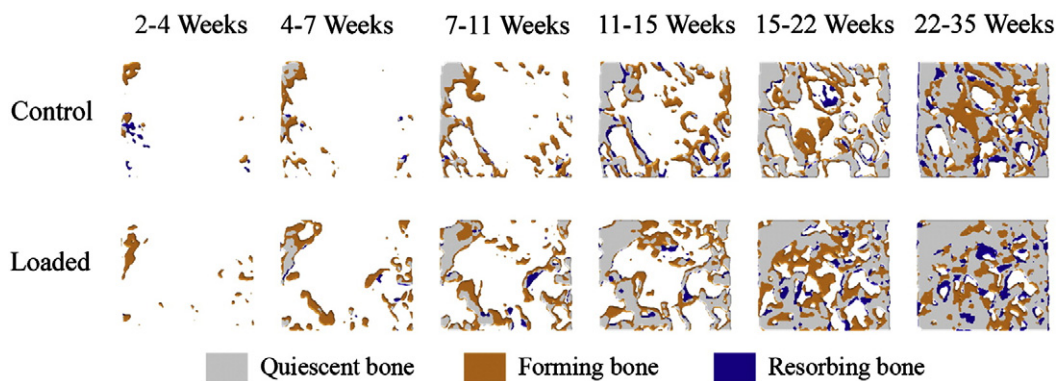 2-4 Weeks 4-7 Weeks 7-11 Weeks 11-15 Weeks 15-22 Weeks 22-35 Weeks
Control
Loaded
Quiescent bone Forming bone Resorbing bone